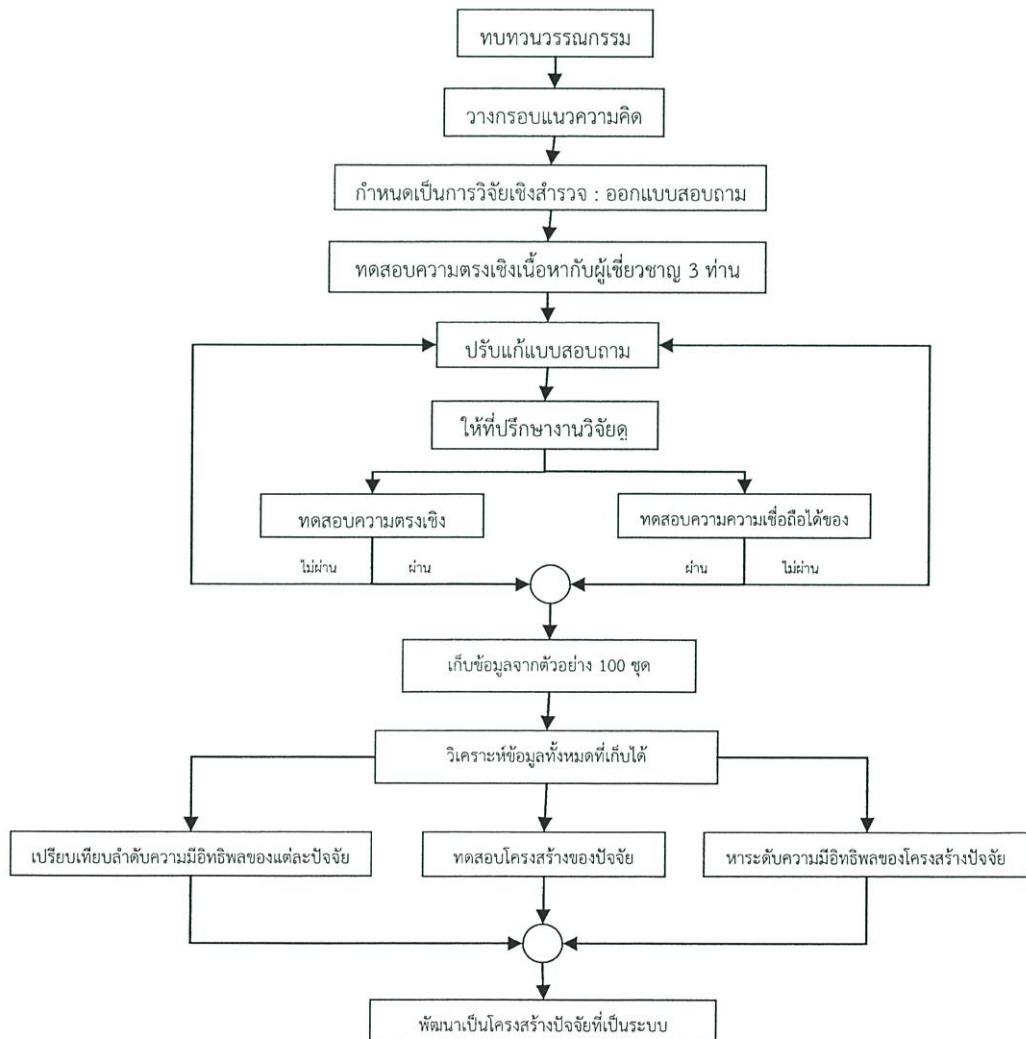 ทบทวนวรรณกรรม
วางกรอบแนวความคิด
กำหนดเป็นการวิจัยเชิงสำรวจ : ออกแบบสอบถาม
ทดสอบความตรงเชิงเนื้อหากับผู้เชี่ยวชาญ 3 ท่าน
ปรับแก้แบบสอบถาม
ให้ที่ปรึกษางานวิจัยดู
ทดสอบความตรงเชิง
ทดสอบความความเชื่อถือได้ของ
ไม่ผ่าน ผ่าน ผ่าน ไม่ผ่าน
เก็บข้อมูลจากตัวอย่าง 100 ชุด
วิเคราะห์ข้อมูลทั้งหมดที่เก็บได้
เปรียบเทียบลำดับความมีอิทธิพลของแต่ละปัจจัย
ทดสอบโครงสร้างของปัจจัย
หาระดับความมีอิทธิพลของโครงสร้างปัจจัย
พัฒนาเป็นโครงสร้างปัจจัยที่เป็นระบบ